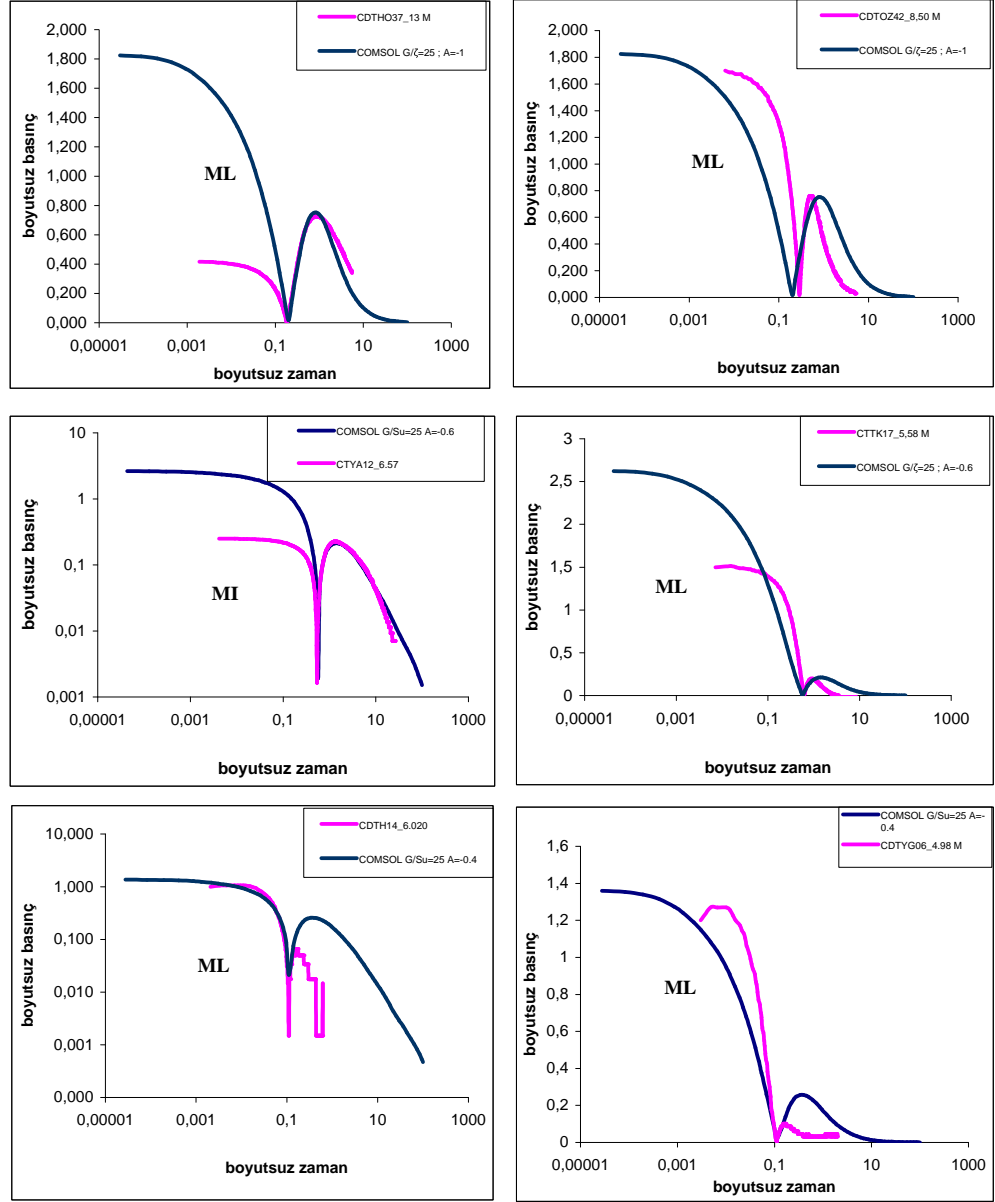 CDTHO37_13 M
COMSOL G/ζ=25 ; A=-1
2,000
1,800
1,600
1,400
1,200
1,000
0,800
0,600
0,400
0,200
0,000
boyutsuz basınç
ML
0,00001 0,001 0,1 10 1000
boyutsuz zaman
CDTOZ42_8,50 M
COMSOL G/ζ=25 ; A=-1
2,000
1,800
1,600
1,400
1,200
1,000
0,800
0,600
0,400
0,200
0,000
boyutsuz basınç
ML
0,00001 0,001 0,1 10 1000
boyutsuz zaman
COMSOL G/Su=25 A=-0.6
CTYA12_6.57
10
1
0,1
0,01
0,001
boyutsuz basınç
MI
0,00001 0,001 0,1 10 1000
boyutsuz zaman
CTTK17_5,58 M
COMSOL G/ζ=25 ; A=-0.6
3
2,5
2
1,5
1
0,5
0
boyutsuz basınç
ML
0,00001 0,001 0,1 10 1000
boyutsuz zaman
CDTH14_6.020
COMSOL G/Su=25 A=-0.4
10,000
1,000
0,100
0,010
0,001
0,000
boyutsuz basınç
ML
0,00001 0,001 0,1 10 1000
boyutsuz zaman
COMSOL G/Su=25 A=-
0.4
CDTYG06_4.98 M
1,6
1,4
1,2
1
0,8
0,6
0,4
0,2
0
boyutsuz basınç
ML
0,00001 0,001 0,1 10 1000
boyutsuz zaman